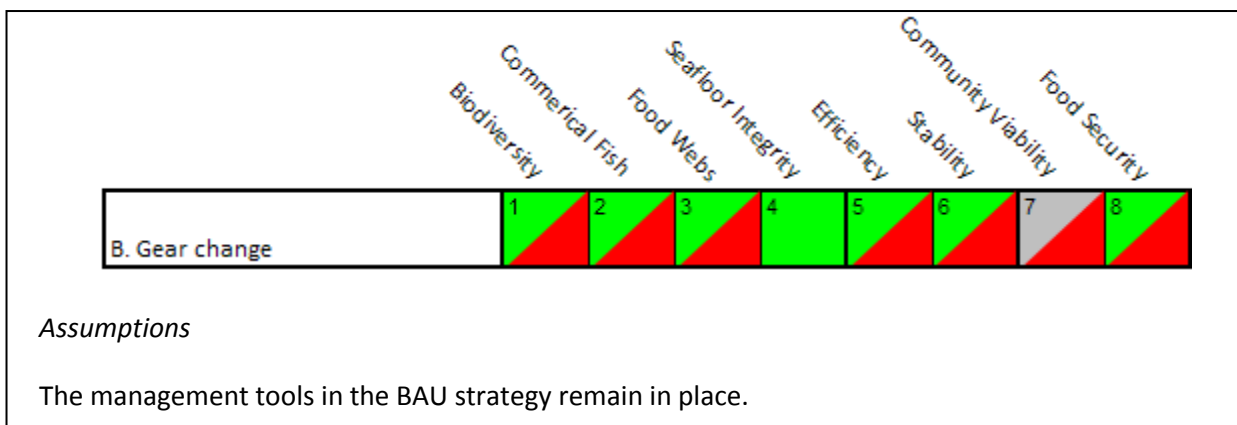 Biodiversity
Commerical Fish
Food Webs
Seafloor Integrity
Efficiency
Stability
Community Viability
Food Security
B. Gear change
1 2 3 4 5 6 7 8
Assumptions
The management tools in the BAU strategy remain in place.